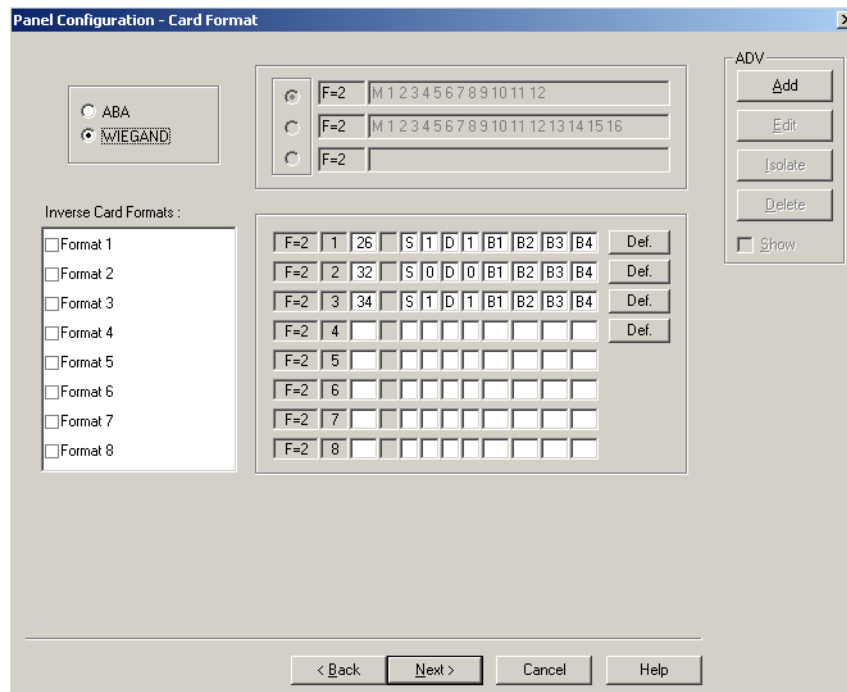 Panel Configuration - Card Format
ADV
Add
Edit
Isolate
Delete
Show
ABA
WIEGAND
F=2 M 1 2 3 4 5 6 7 8 9 10 11 12
F=2 M 1 2 3 4 5 6 7 8 9 10 11 12 13 14 15 16
F=2
Inverse Card Formats :
Format 1
Format 2
Format 3
Format 4
Format 5
Format 6
Format 7
Format 8
F=2 1 26 S 1 D 1 B1 B2 B3 B4 Def.
F=2 2 32 S 0 D 0 B1 B2 B3 B4 Def.
F=2 3 34 S 1 D 1 B1 B2 B3 B4 Def.
F=2 4 Def.
F=2 5
F=2 6
F=2 7
F=2 8
< Back Next > Cancel Help